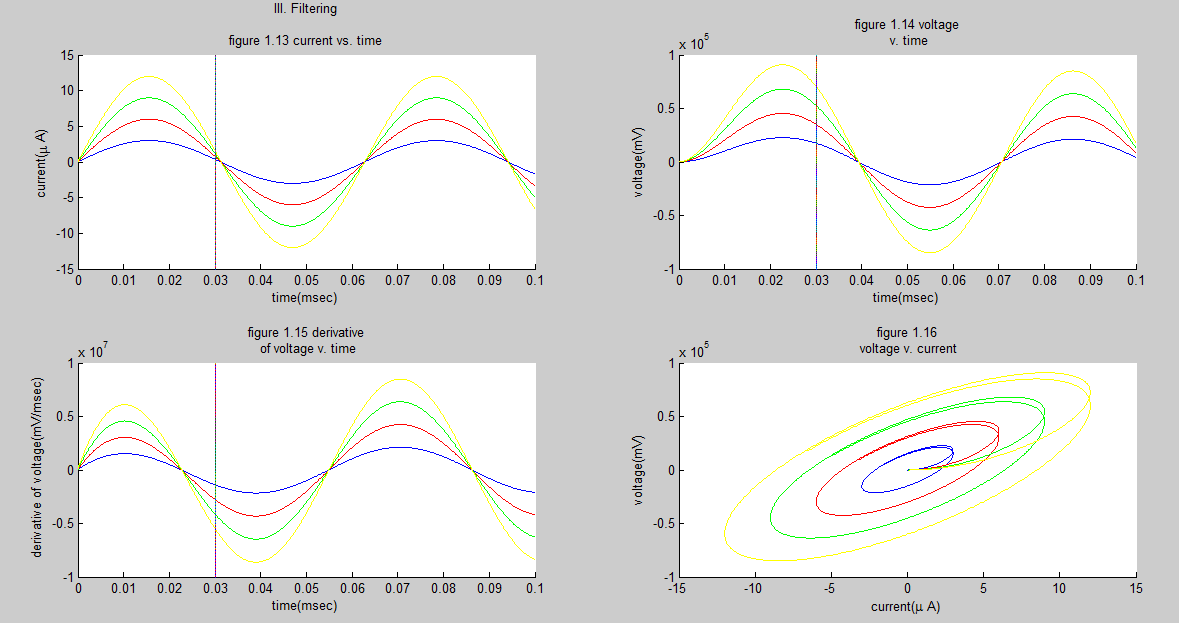 III. Filtering
figure 1.13 current vs. time
15
10
5
0
-5
-10
-15
current(μ A)
0 0.01 0.02 0.03 0.04 0.05 0.06 0.07 0.08 0.09 0.1
time(msec)
figure 1.14 voltage
v. time
x 10^5
1
0.5
0
-0.5
-1
voltage(mV)
0 0.01 0.02 0.03 0.04 0.05 0.06 0.07 0.08 0.09 0.1
time(msec)
figure 1.15 derivative
of voltage v. time
x 10^7
1
0.5
0
-0.5
-1
derivative of voltage(mV/msec)
0 0.01 0.02 0.03 0.04 0.05 0.06 0.07 0.08 0.09 0.1
time(msec)
figure 1.16
voltage v. current
x 10^5
1
0.5
0
-0.5
-1
voltage(mV)
-15 -10 -5 0 5 10 15
current(μ A)